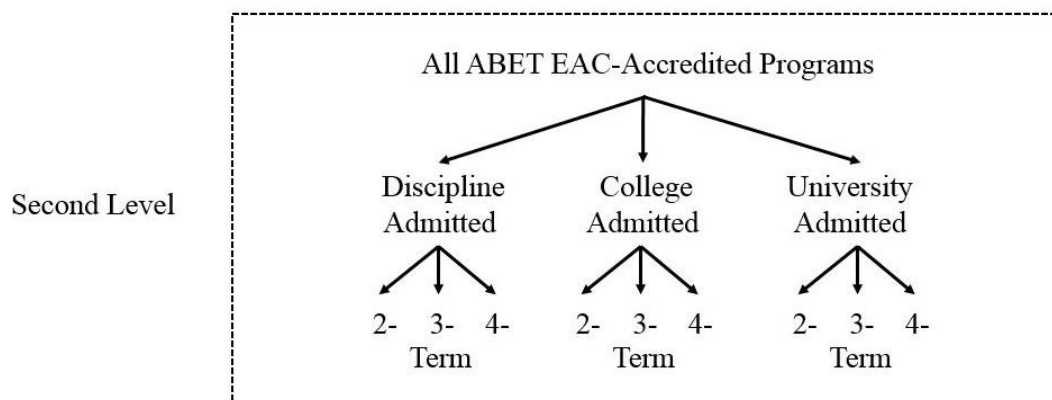 All ABET EAC-Accredited Programs
Second Level
Discipline
Admitted
College
Admitted
University
Admitted
2- 3- 4-
Term
2- 3- 4-
Term
2- 3- 4-
Term